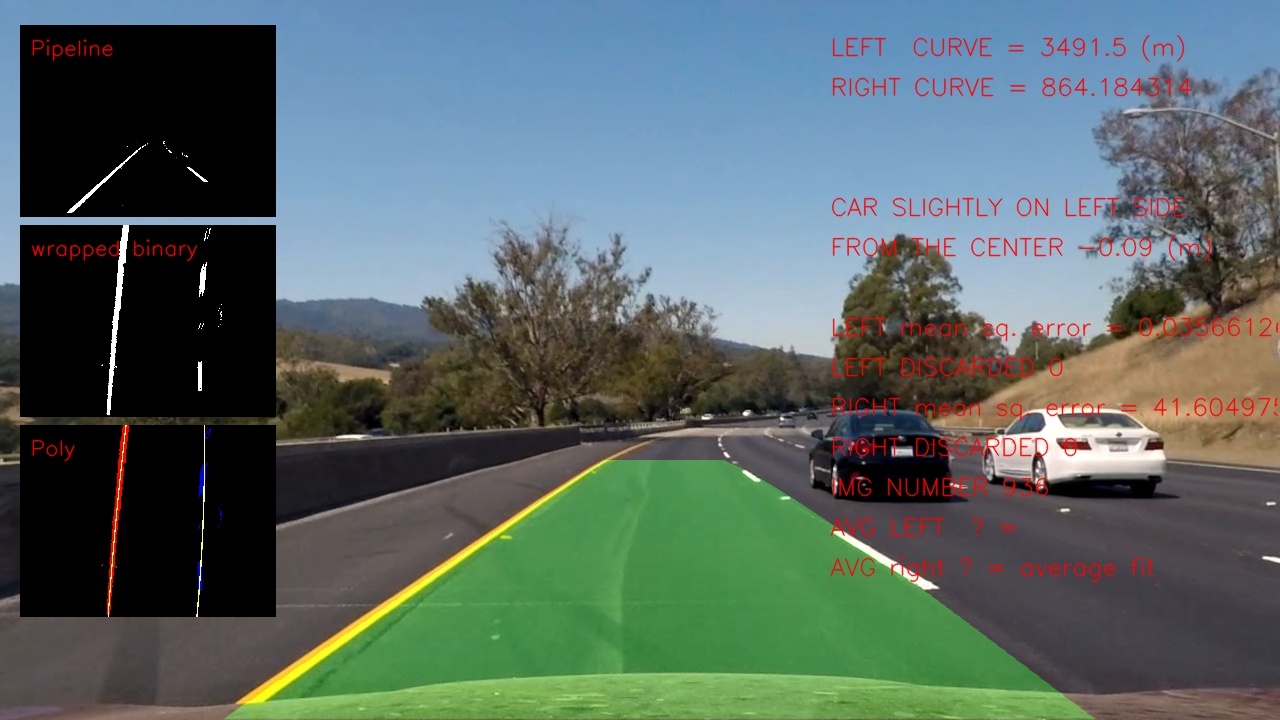 Pipeline
wrapped binary
Poly
LEFT CURVE = 3491.5 (m)
RIGHT CURVE = 864.184314
CAR SLIGHTLY ON LEFT SIDE
FROM THE CENTER -0.09 (m)
LEFT mean sq. error = 0.0356612
LEFT DISCARDED 0
RIGHT mean sq. error = 41.604975
RIGHT DISCARDED 0
IMG NUMBER 936
AVG LEFT ? =
AVG right ? = average fit